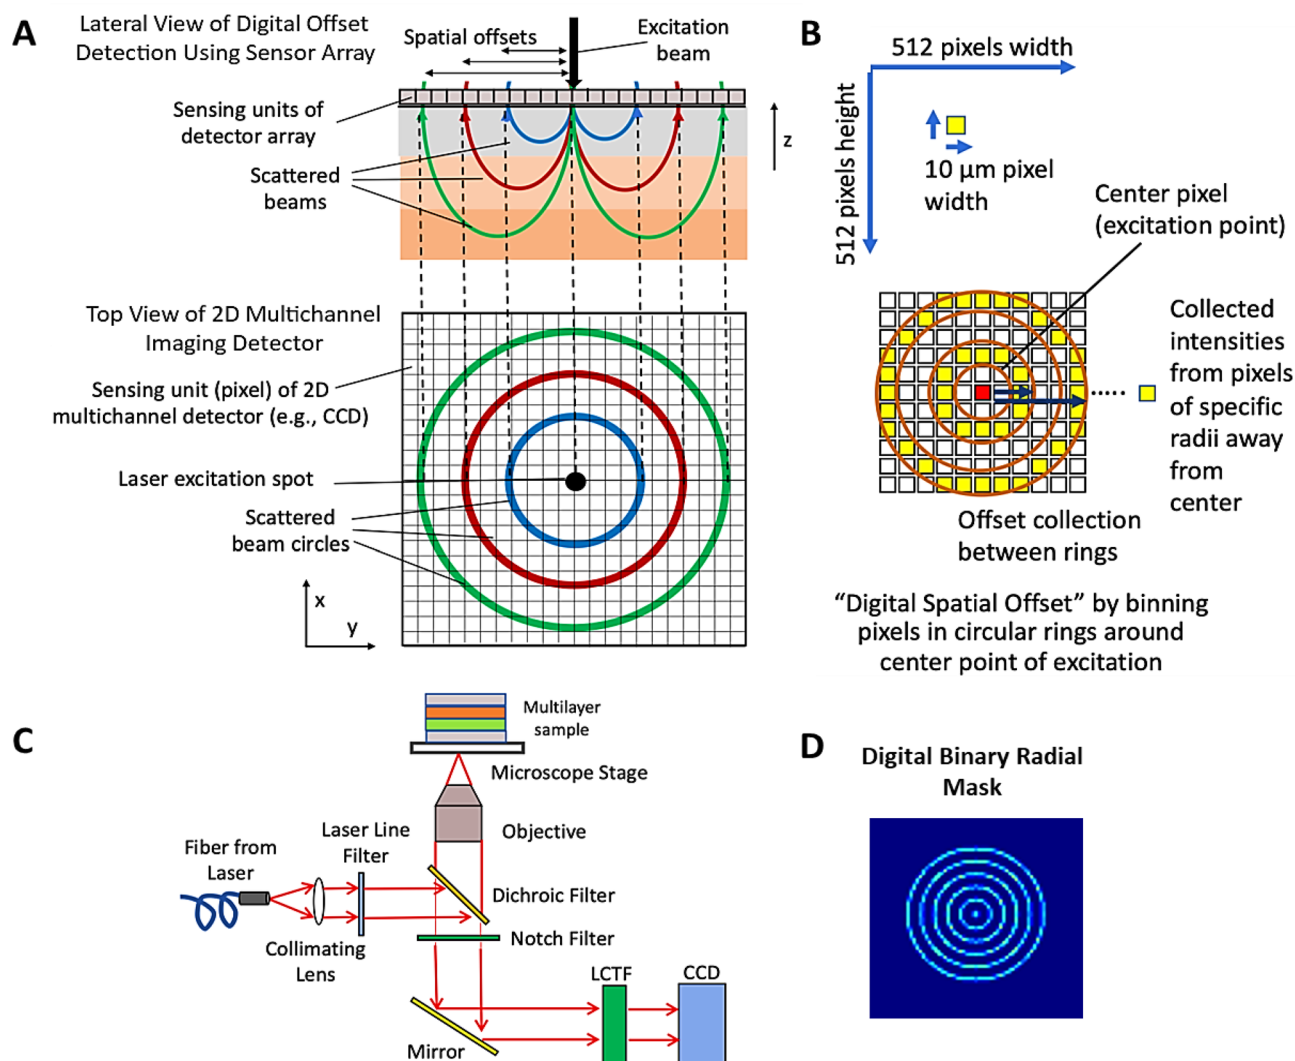 A
Lateral View of Digital Offset
Detection Using Sensor Array
Spatial offsets
Excitation
beam
Sensing units of
detector array
Scattered
beams
z
Top View of 2D Multichannel
Imaging Detector
Sensing unit (pixel) of 2D
multichannel detector (e.g., CCD)
Laser excitation spot
Scattered
beam circles
x
y
B
512 pixels width
512 pixels height
10 µm pixel
width
Center pixel
(excitation point)
Collected
intensities
from pixels
of specific
radii away
from
center
Offset collection
between rings
“Digital Spatial Offset” by binning
pixels in circular rings around
center point of excitation
C
Multilayer
sample
Microscope Stage
Objective
Laser Line
Filter
Fiber from
Laser
Dichroic Filter
Collimating
Lens
Notch Filter
LCTF
CCD
Mirror
D
Digital Binary Radial
Mask